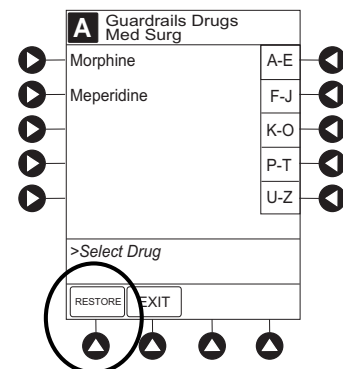 A Guardrails Drugs
Med Surg
Morphine A-E
Meperidine F-J
K-O
P-T
U-Z
>Select Drug
RESTORE EXIT